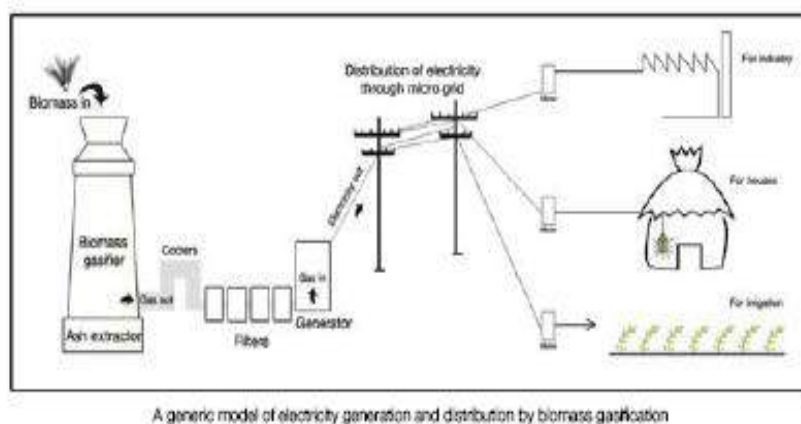 Biomass in
Distribution of electricity
through micro grid
For industry
Electricity out
For houses
Biomass
gasifier
Coolers
Gas in
Gas out
For irrigation
Ash extractor
Filters
Generator
A generic model of electricity generation and distribution by biomass gasification